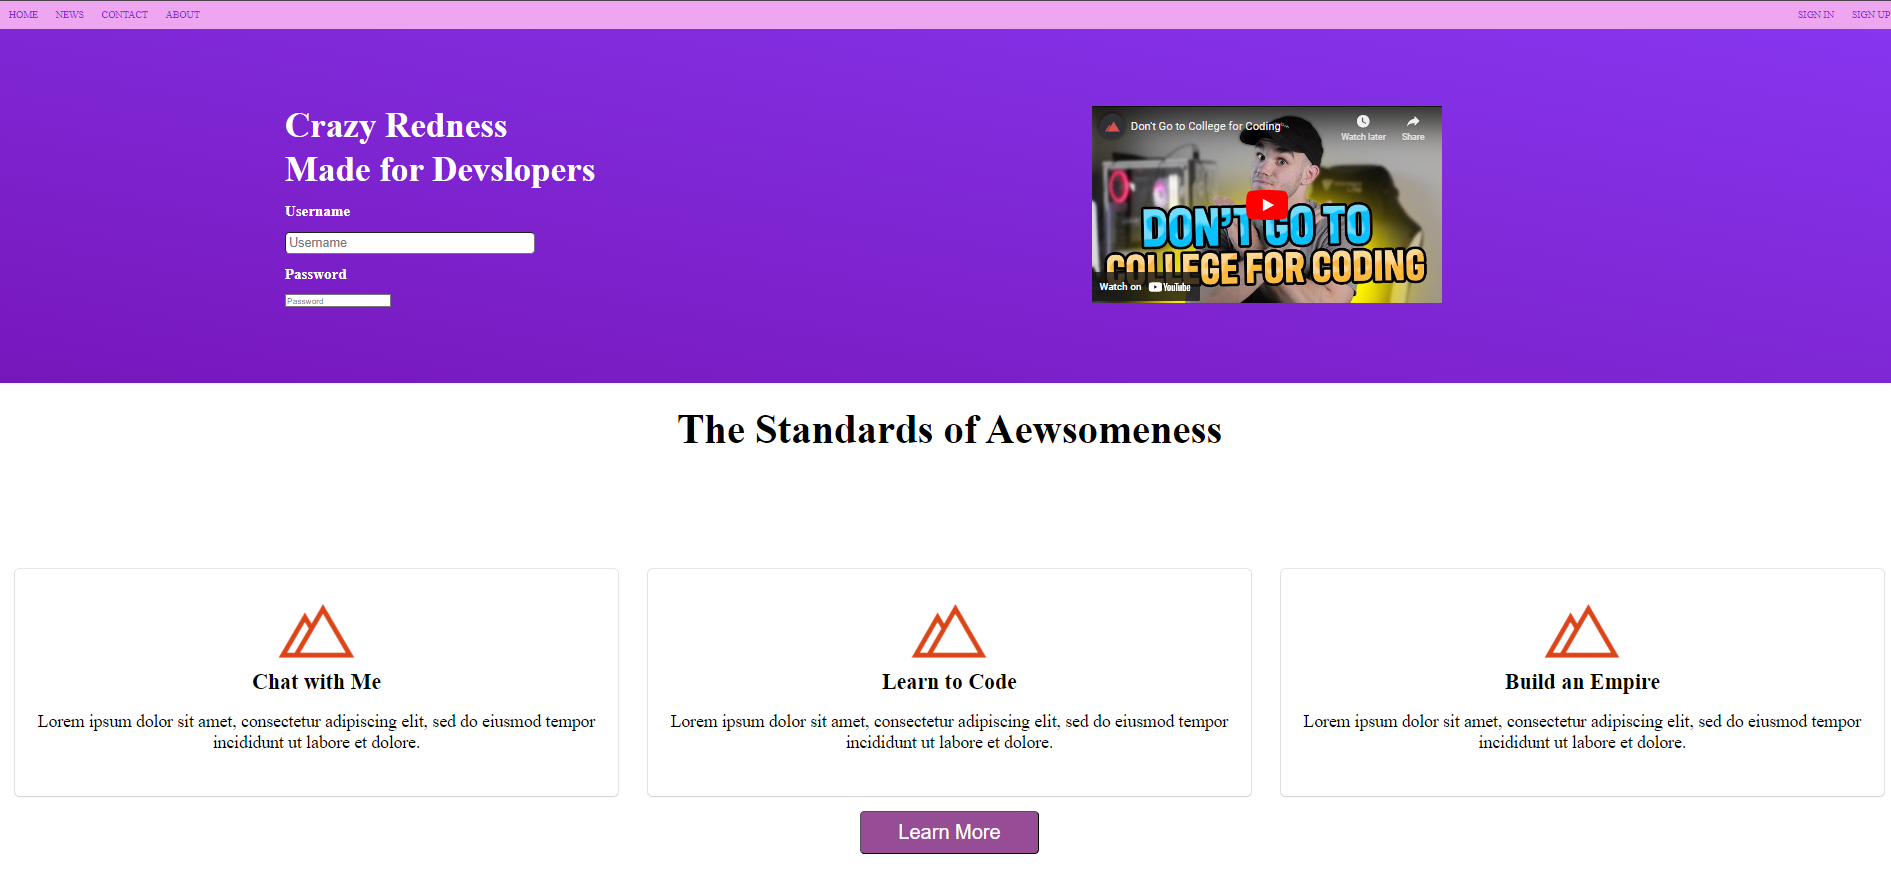 HOME NEWS CONTACT ABOUT SIGN IN SIGN UP
Crazy Redness
Made for Devslopers
Username
Username
Password
Password
Don't Go to College for Coding
Watch later
Share
DON'T GO TO
COLLEGE FOR CODING
Watch on YouTube
The Standards of Aewsomeness
Chat with Me
Lorem ipsum dolor sit amet, consectetur adipiscing elit, sed do eiusmod tempor
incididunt ut labore et dolore.
Learn to Code
Lorem ipsum dolor sit amet, consectetur adipiscing elit, sed do eiusmod tempor
incididunt ut labore et dolore.
Build an Empire
Lorem ipsum dolor sit amet, consectetur adipiscing elit, sed do eiusmod tempor
incididunt ut labore et dolore.
Learn More